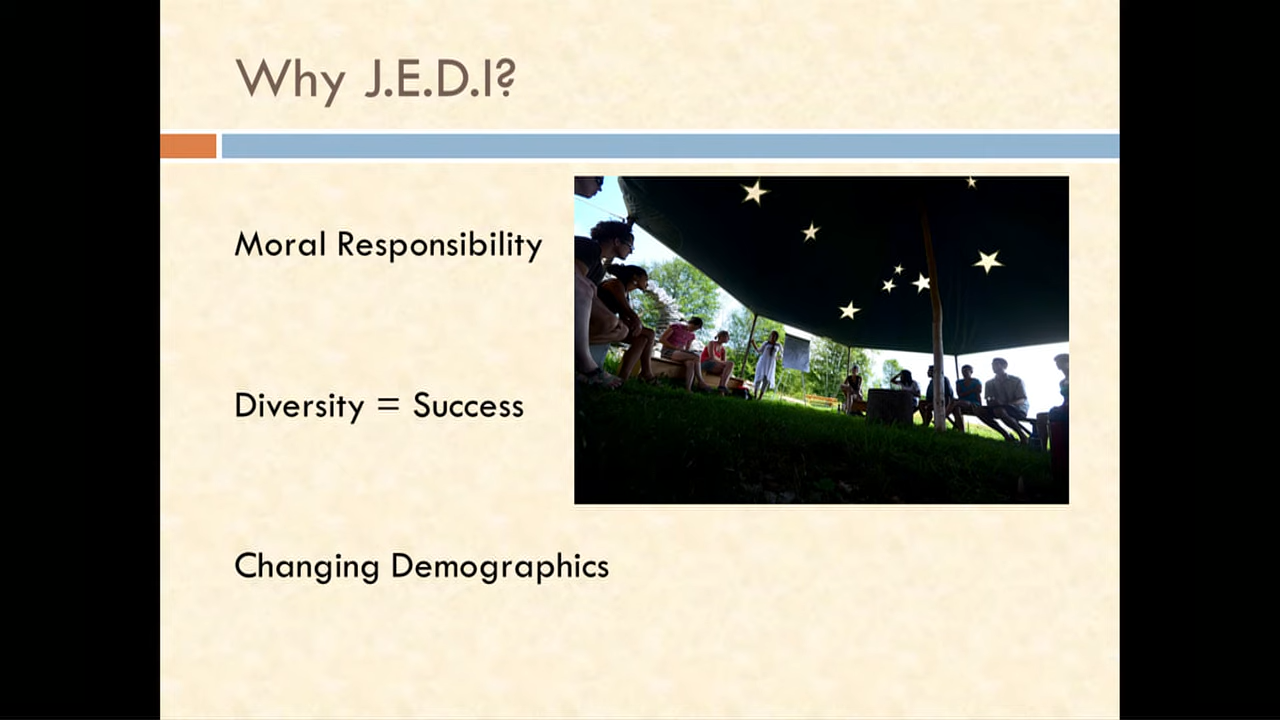 Why J.E.D.I?
Moral Responsibility
Diversity = Success
Changing Demographics